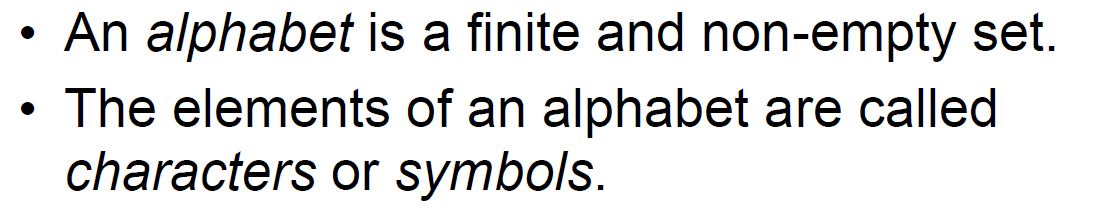 • An alphabet is a finite and non-empty set.
• The elements of an alphabet are called
characters or symbols.